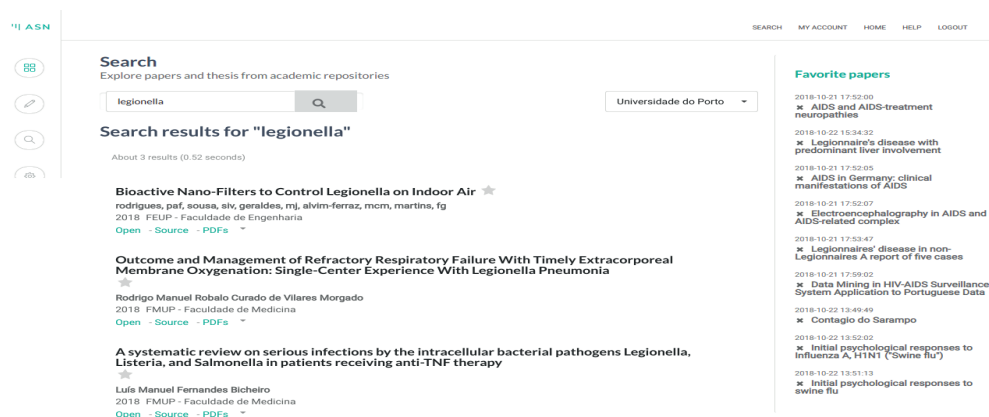 ASN
SEARCH MY ACCOUNT HOME HELP LOGOUT
Search
Explore papers and thesis from academic repositories
legionella
Universidade do Porto
Search results for "legionella"
About 3 results (0.52 seconds)
Bioactive Nano-Filters to Control Legionella on Indoor Air
rodrigues, paf, sousa, siv, geraldes, mj, alvim-ferraz, mcm, martins, fg
2018 FEUP - Faculdade de Engenharia
Open - Source - PDFs
Outcome and Management of Refractory Respiratory Failure With Timely Extracorporeal
Membrane Oxygenation: Single-Center Experience With Legionella Pneumonia
Rodrigo Manuel Robalo Curado de Vilares Morgado
2018 FMUP - Faculdade de Medicina
Open - Source - PDFs
A systematic review on serious infections by the intracellular bacterial pathogens Legionella,
Listeria, and Salmonella in patients receiving anti-TNF therapy
Luís Manuel Fernandes Bicheiro
2018 FMUP - Faculdade de Medicina
Open - Source - PDFs
Favorite papers
2018-10-21 17:52:00
× AIDS and AIDS-treatment
neuropathies
2018-10-22 15:34:32
× Legionnaire's disease with
predominant liver involvement
2018-10-21 17:52:05
× AIDS in Germany: clinical
manifestations of AIDS
2018-10-21 17:52:07
× Electroencephalography in AIDS and
AIDS-related complex
2018-10-21 17:53:47
× Legionnaires' disease in non-
Legionnaires A report of five cases
2018-10-21 17:59:02
× Data Mining in HIV-AIDS Surveillance
System Application to Portuguese Data
2018-10-22 13:49:49
× Contagio do Sarampo
2018-10-22 13:52:02
× Initial psychological responses to
Influenza A, H1N1 ("Swine flu")
2018-10-22 13:51:13
× Initial psychological responses to
swine flu